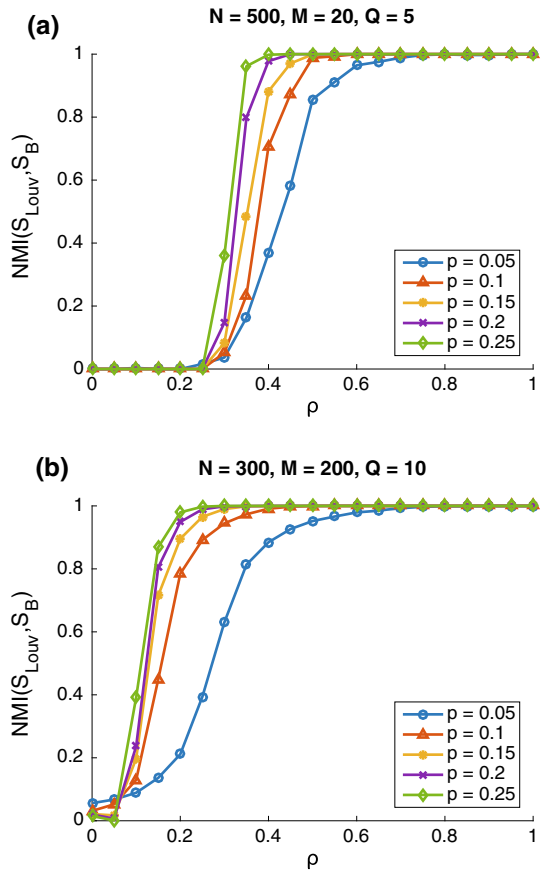 (a)
N = 500, M = 20, Q = 5
NMI(S_Louv, S_B)
1
0.8
0.6
0.4
0.2
0
0 0.2 0.4 0.6 0.8 1
ρ
p = 0.05
p = 0.1
p = 0.15
p = 0.2
p = 0.25
(b)
N = 300, M = 200, Q = 10
NMI(S_Louv, S_B)
1
0.8
0.6
0.4
0.2
0
0 0.2 0.4 0.6 0.8 1
ρ
p = 0.05
p = 0.1
p = 0.15
p = 0.2
p = 0.25